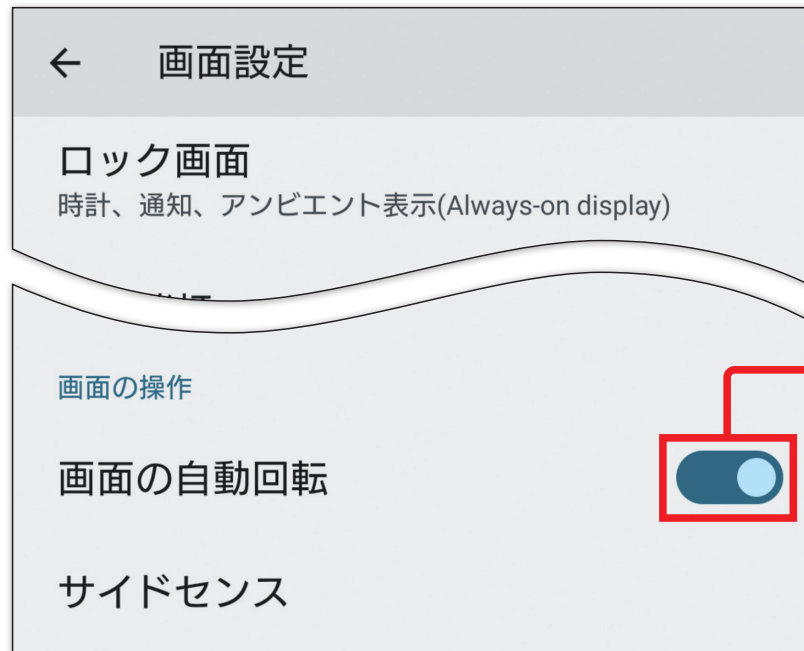 画面設定
ロック画面
時計、通知、アンビエント表示(Always-on display)
画面の操作
画面の自動回転
サイドセンス